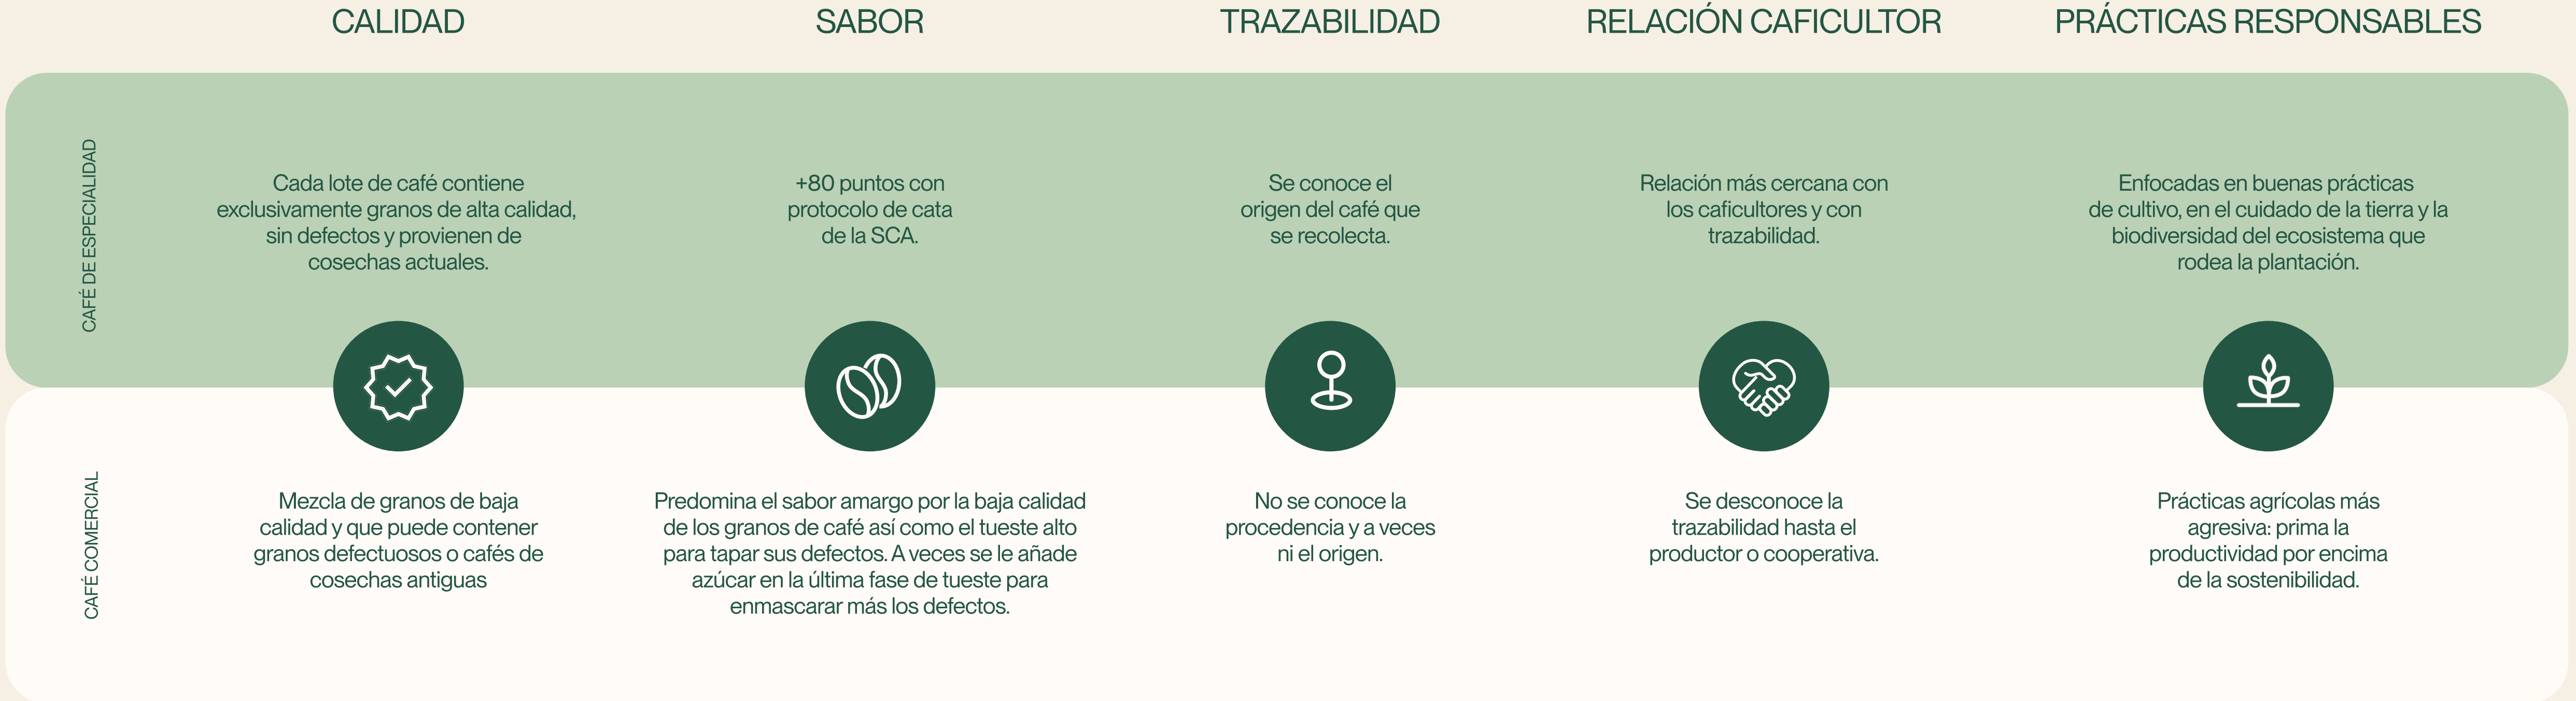 CALIDAD
SABOR
TRAZABILIDAD
RELACIÓN CAFICULTOR
PRÁCTICAS RESPONSABLES
CAFÉ DE ESPECIALIDAD
Cada lote de café contiene
exclusivamente granos de alta calidad,
sin defectos y provienen de
cosechas actuales.
+80 puntos con
protocolo de cata
de la SCA.
Se conoce el
origen del café que
se recolecta.
Relación más cercana con
los caficultores y con
trazabilidad.
Enfocadas en buenas prácticas
de cultivo, en el cuidado de la tierra y la
biodiversidad del ecosistema que
rodea la plantación.
CAFÉ COMERCIAL
Mezcla de granos de baja
calidad y que puede contener
granos defectuosos o cafés de
cosechas antiguas
Predomina el sabor amargo por la baja calidad
de los granos de café así como el tueste alto
para tapar sus defectos. A veces se le añade
azúcar en la última fase de tueste para
enmascarar más los defectos.
No se conoce la
procedencia y a veces
ni el origen.
Se desconoce la
trazabilidad hasta el
productor o cooperativa.
Prácticas agrícolas más
agresiva: prima la
productividad por encima
de la sostenibilidad.